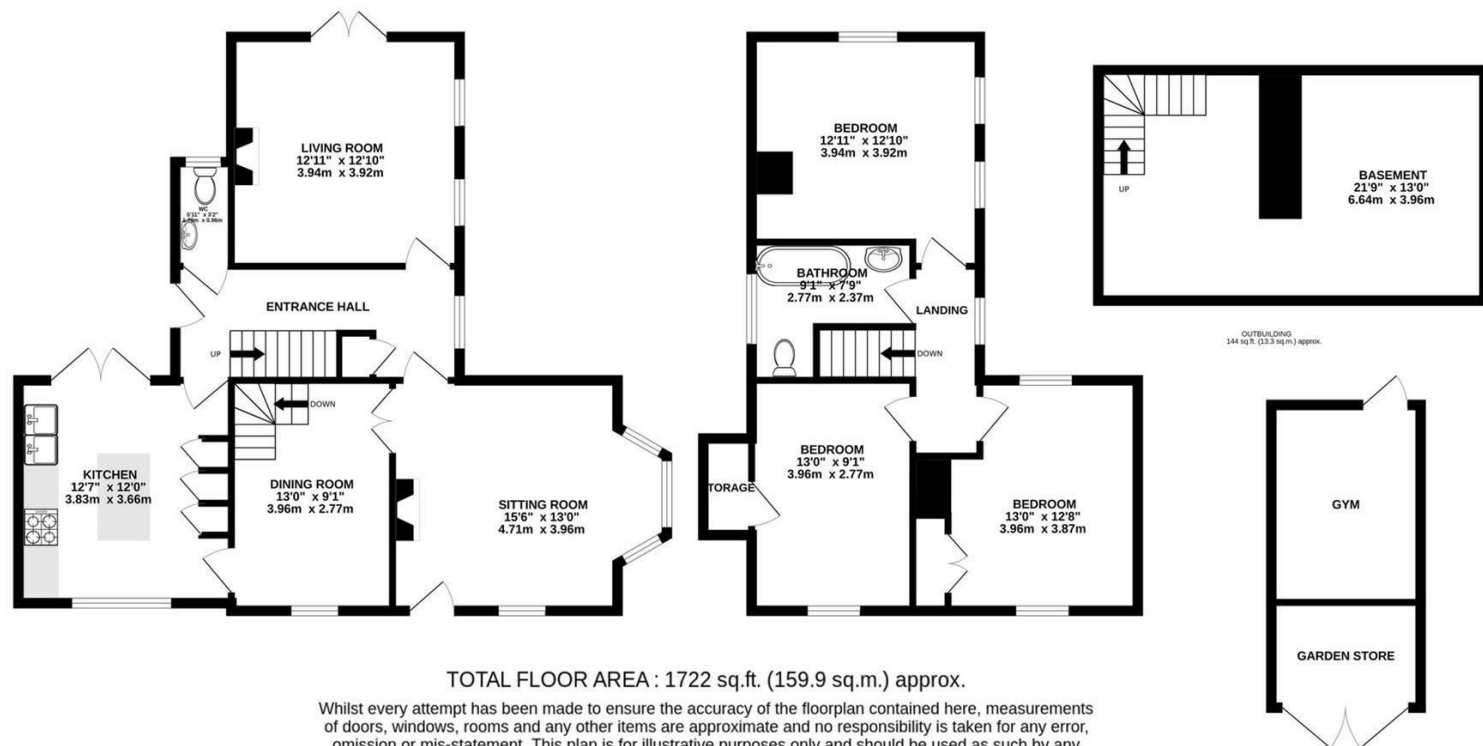 LIVING ROOM
12'11" x 12'10"
3.94m x 3.92m
WC
5'11" x 3'2"
x 0.96m
ENTRANCE HALL
UP
KITCHEN
12'7" x 12'0"
3.83m x 3.66m
DOWN
DINING ROOM
13'0" x 9'1"
3.96m x 2.77m
SITTING ROOM
15'6" x 13'0"
4.71m x 3.96m
BEDROOM
12'11" x 12'10"
3.94m x 3.92m
BATHROOM
9'1" x 7'9"
2.77m x 2.37m
LANDING
DOWN
BEDROOM
13'0" x 9'1"
3.96m x 2.77m
TORAGE
BEDROOM
13'0" x 12'8"
3.96m x 3.87m
UP
BASEMENT
21'9" x 13'0"
6.64m x 3.96m
OUTBUILDING
144 sq.ft. (13.3 sq.m.) approx.
GYM
GARDEN STORE
TOTAL FLOOR AREA : 1722 sq.ft. (159.9 sq.m.) approx.
Whilst every attempt has been made to ensure the accuracy of the floorplan contained here, measurements
of doors, windows, rooms and any other items are approximate and no responsibility is taken for any error,
omission or mis-statement. This plan is for illustrative purposes only and should be used as such by any